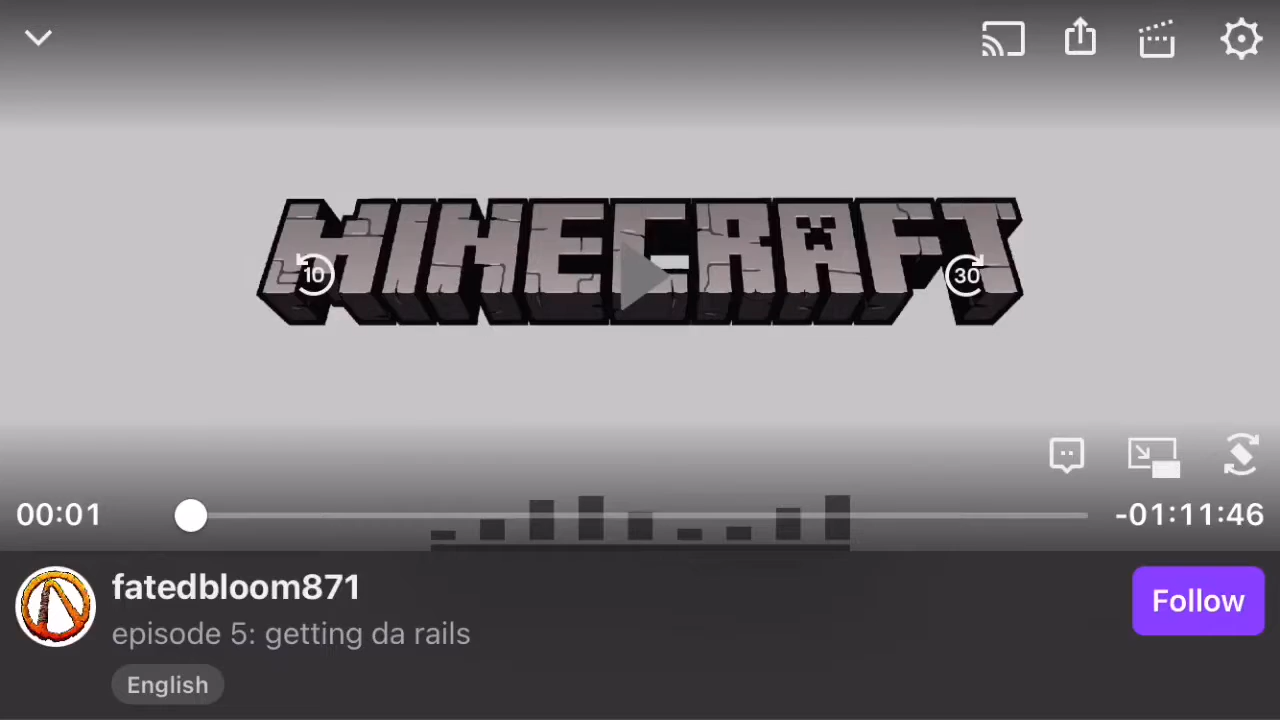 MINECRAFT
10
30
00:01
-01:11:46
fatedbloom871
episode 5: getting da rails
Follow
English